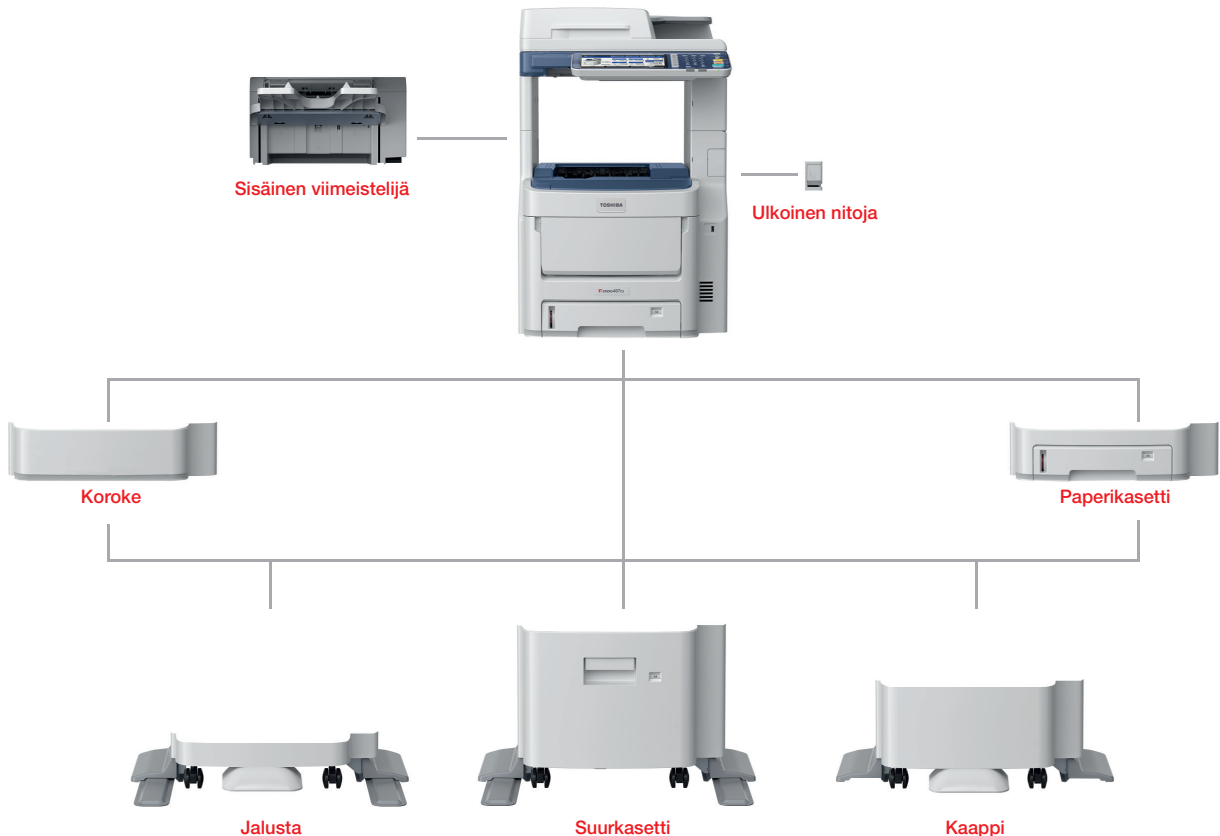 Sisäinen viimeistelijä
Ulkoinen nitoja
TOSHIBA
Koroke
Paperikasetti
Jalusta
Suurkasetti
Kaappi